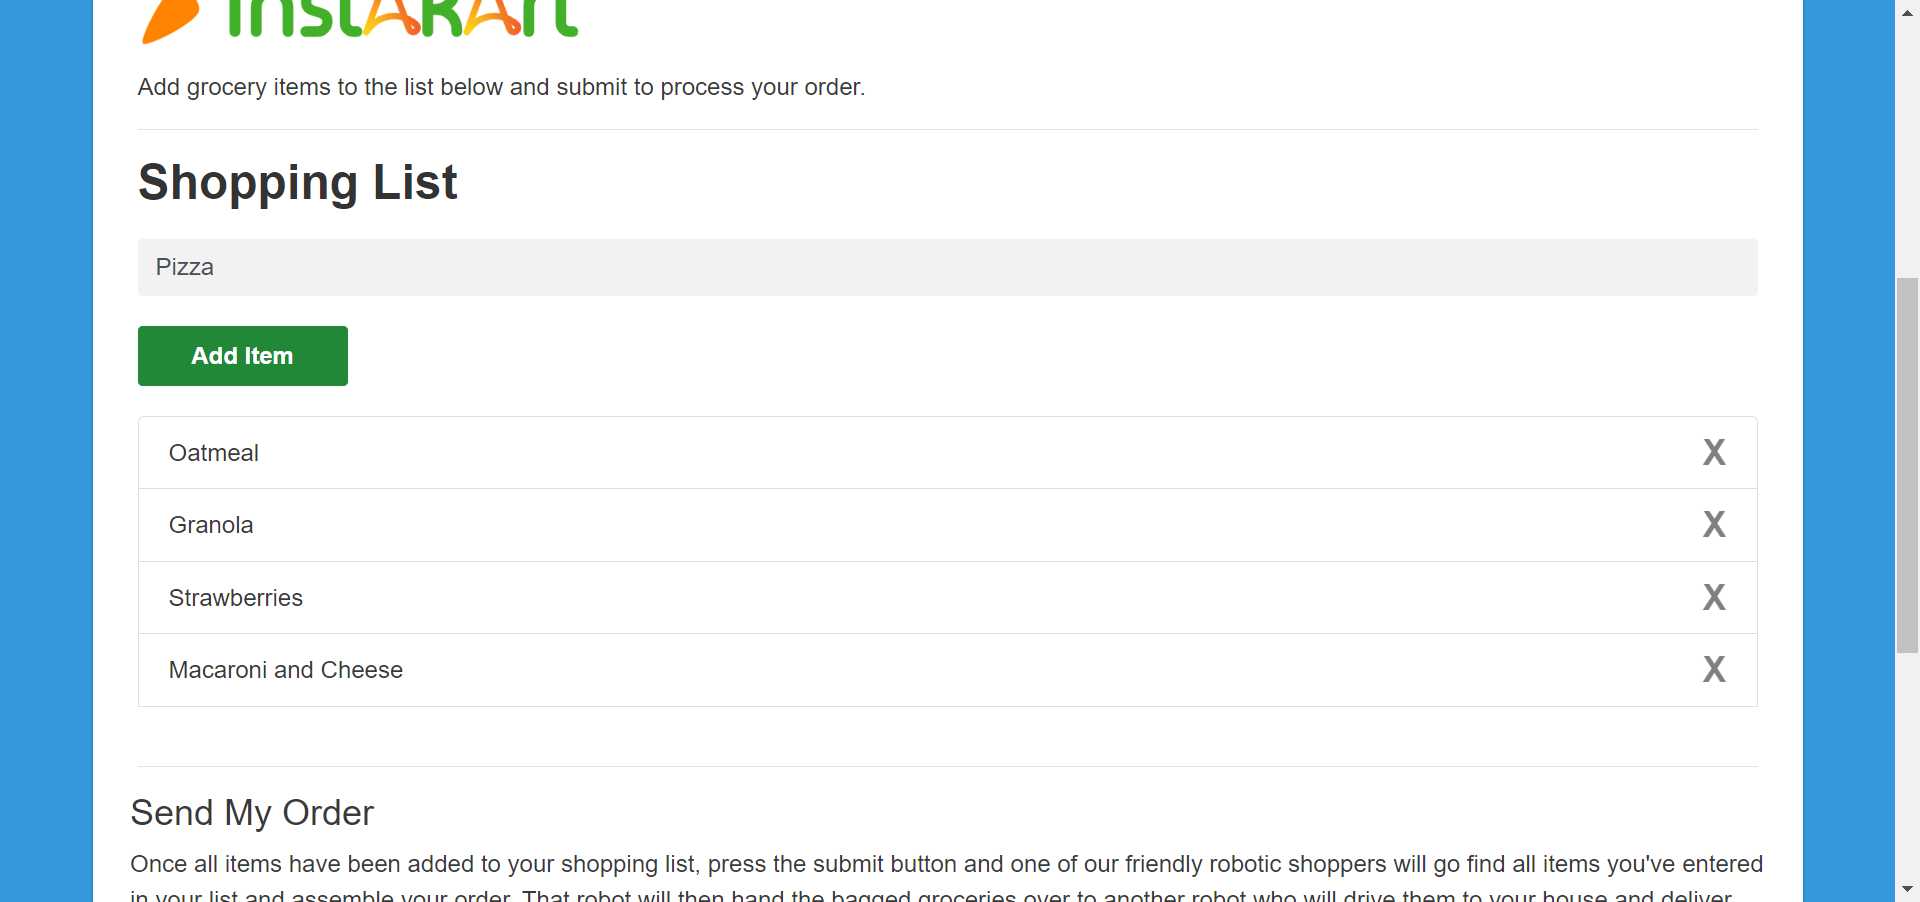 InstAkArt
Add grocery items to the list below and submit to process your order.
Shopping List
Pizza
Add Item
Oatmeal X
Granola X
Strawberries X
Macaroni and Cheese X
Send My Order
Once all items have been added to your shopping list, press the submit button and one of our friendly robotic shoppers will go find all items you've entered
in your list and assemble your order. That robot will then hand the bagged groceries over to another robot who will drive them to your house and deliver